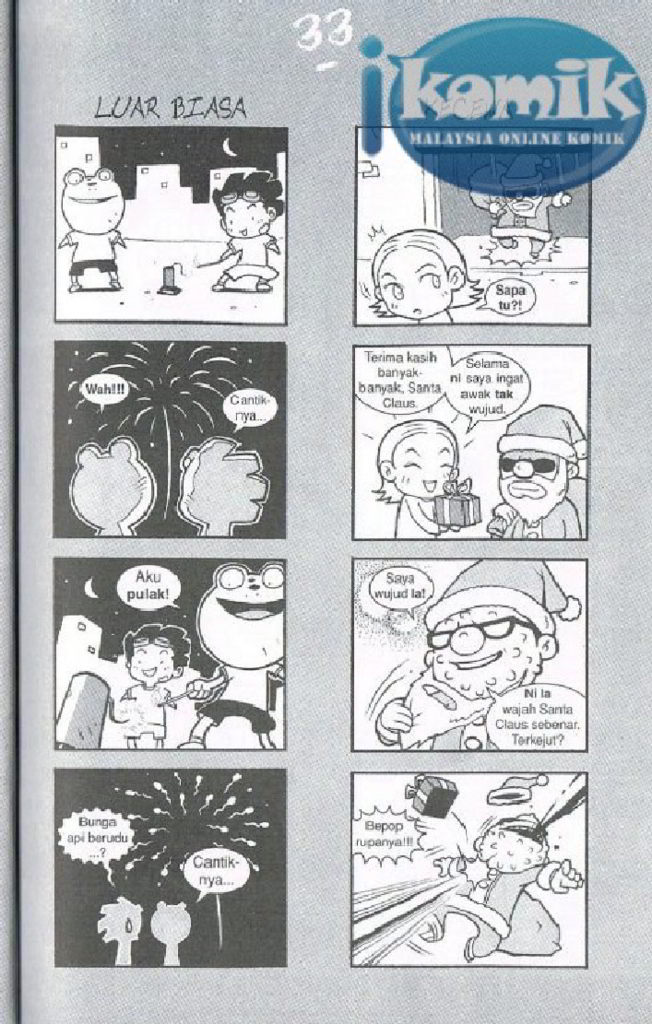 33
ikomik
MALAYSIA ONLINE KOMIK
LUAR BIASA
Wah!!!
Cantik-
nya...
Aku
pulak!
Bunga
api berudu
...?
Cantik-
nya...
Sapa
tu?!
Terima kasih
banyak-
banyak, Santa
Claus.
Selama
ni saya ingat
awak tak
wujud.
Saya
wujud la!
Ni la
wajah Santa
Claus sebenar.
Terkejut?
Bepop
rupanya!!!